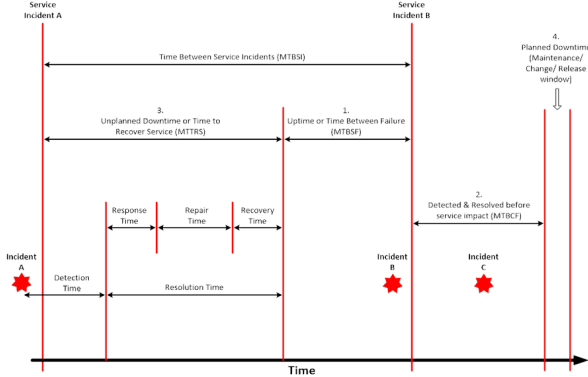 Service
Incident A
Service
Incident B
Time Between Service Incidents (MTBSI)
4.
Planned Downtime
(Maintenance/
Change/ Release
window)
3.
Unplanned Downtime or Time to
Recover Service (MTTRS)
1.
Uptime or Time Between Failure
(MTBSF)
2.
Detected & Resolved before
service impact (MTBCF)
Response
Time
Repair
Time
Recovery
Time
Incident
A
Incident
B
Incident
C
Detection
Time
Resolution Time
Time